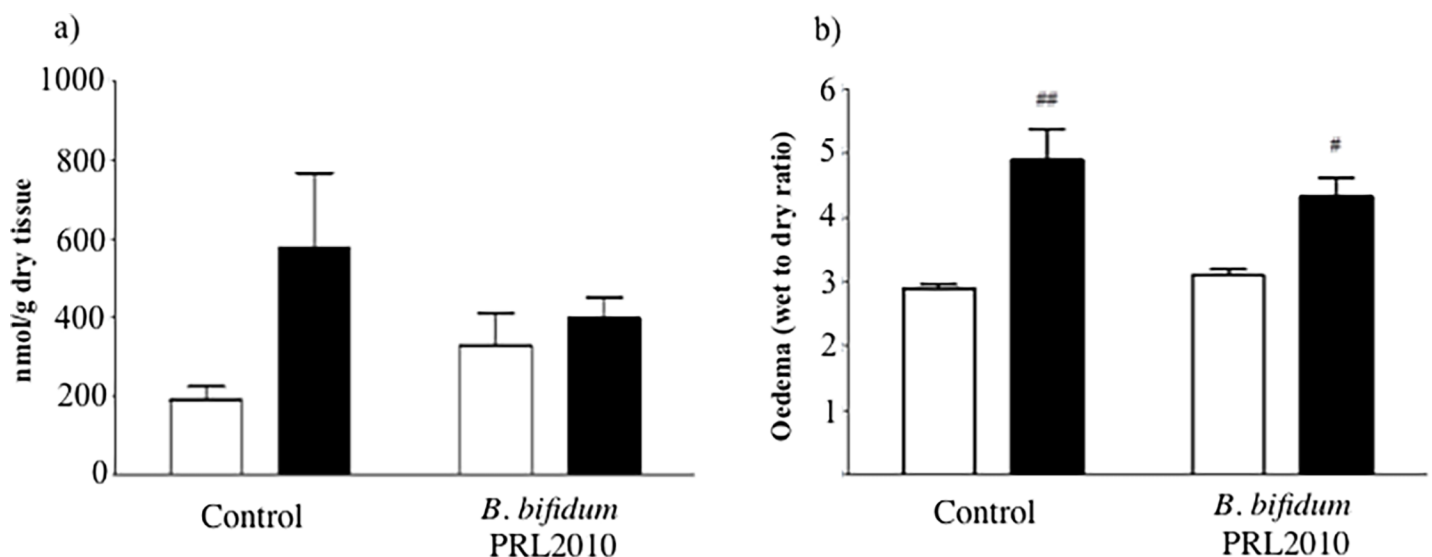 a)
nmol/g dry tissue
1000
800
600
400
200
0
Control
B. bifidum
PRL2010
b)
Oedema (wet to dry ratio)
6
5
4
3
2
1
##
#
Control
B. bifidum
PRL2010